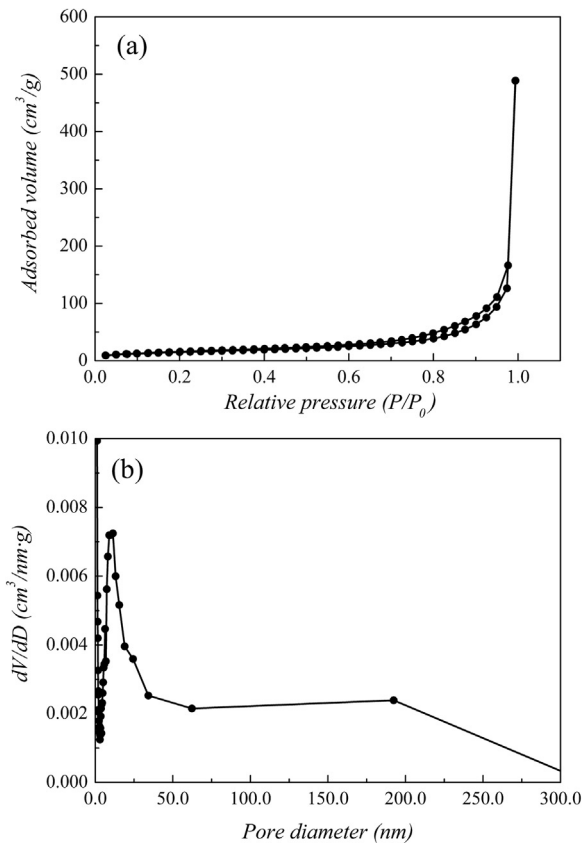 (a)
Adsorbed volume (cm³/g)
600
500
400
300
200
100
0
0.0 0.2 0.4 0.6 0.8 1.0
Relative pressure (P/P₀)
(b)
dV/dD (cm³/nm·g)
0.010
0.008
0.006
0.004
0.002
0.000
0.0 50.0 100.0 150.0 200.0 250.0 300.0
Pore diameter (nm)